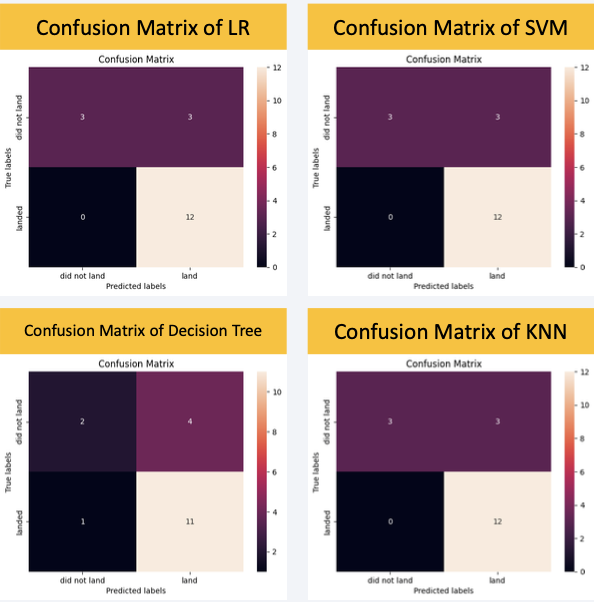 Confusion Matrix of LR
Confusion Matrix
True labels
did not land
landed
3 3
0 12
did not land land
Predicted labels
12
10
8
6
4
2
0
Confusion Matrix of SVM
Confusion Matrix
True labels
did not land
landed
3 3
0 12
did not land land
Predicted labels
12
10
8
6
4
2
0
Confusion Matrix of Decision Tree
Confusion Matrix
True labels
did not land
landed
2 4
1 11
did not land land
Predicted labels
10
8
6
4
2
Confusion Matrix of KNN
Confusion Matrix
True labels
did not land
landed
3 3
0 12
did not land land
Predicted labels
12
10
8
6
4
2
0